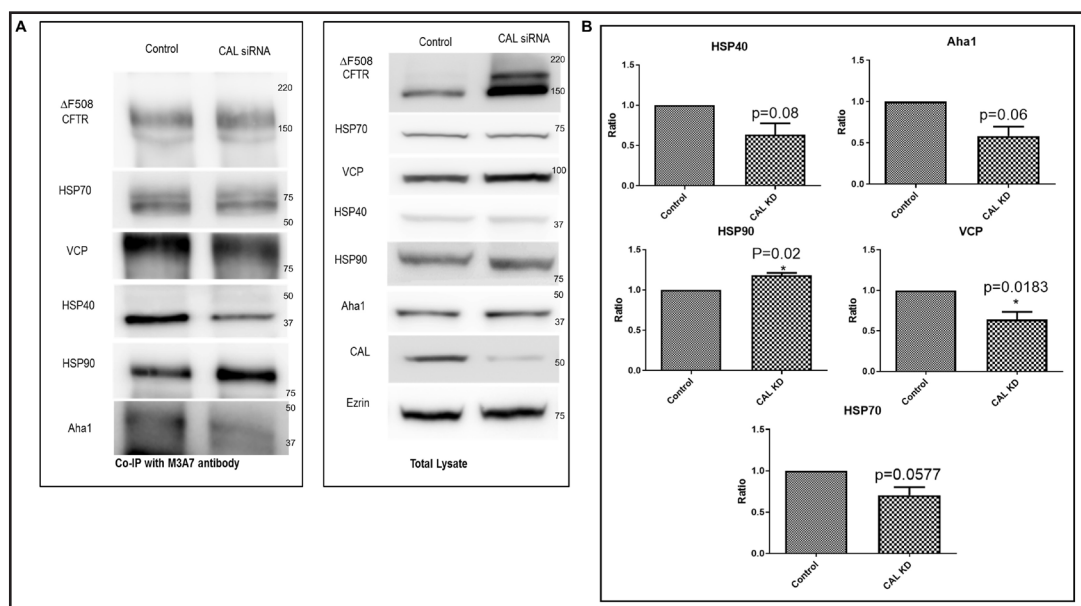 A
Control
CAL siRNA
ΔF508
CFTR
220
150
HSP70
75
50
VCP
75
HSP40
50
37
HSP90
75
Aha1
50
37
Co-IP with M3A7 antibody
Control
CAL siRNA
ΔF508
CFTR
220
150
HSP70
75
VCP
100
HSP40
37
HSP90
75
Aha1
50
37
CAL
50
Ezrin
75
Total Lysate
B
HSP40
Ratio
1.5
1.0
0.5
0.0
p=0.08
Control
CAL KD
Aha1
Ratio
1.5
1.0
0.5
0.0
p=0.06
Control
CAL KD
HSP90
Ratio
1.5
1.0
0.5
0.0
P=0.02
*
Control
CAL KD
VCP
Ratio
1.5
1.0
0.5
0.0
p=0.0183
*
Control
CAL KD
HSP70
Ratio
1.5
1.0
0.5
0.0
p=0.0577
Control
CAL KD